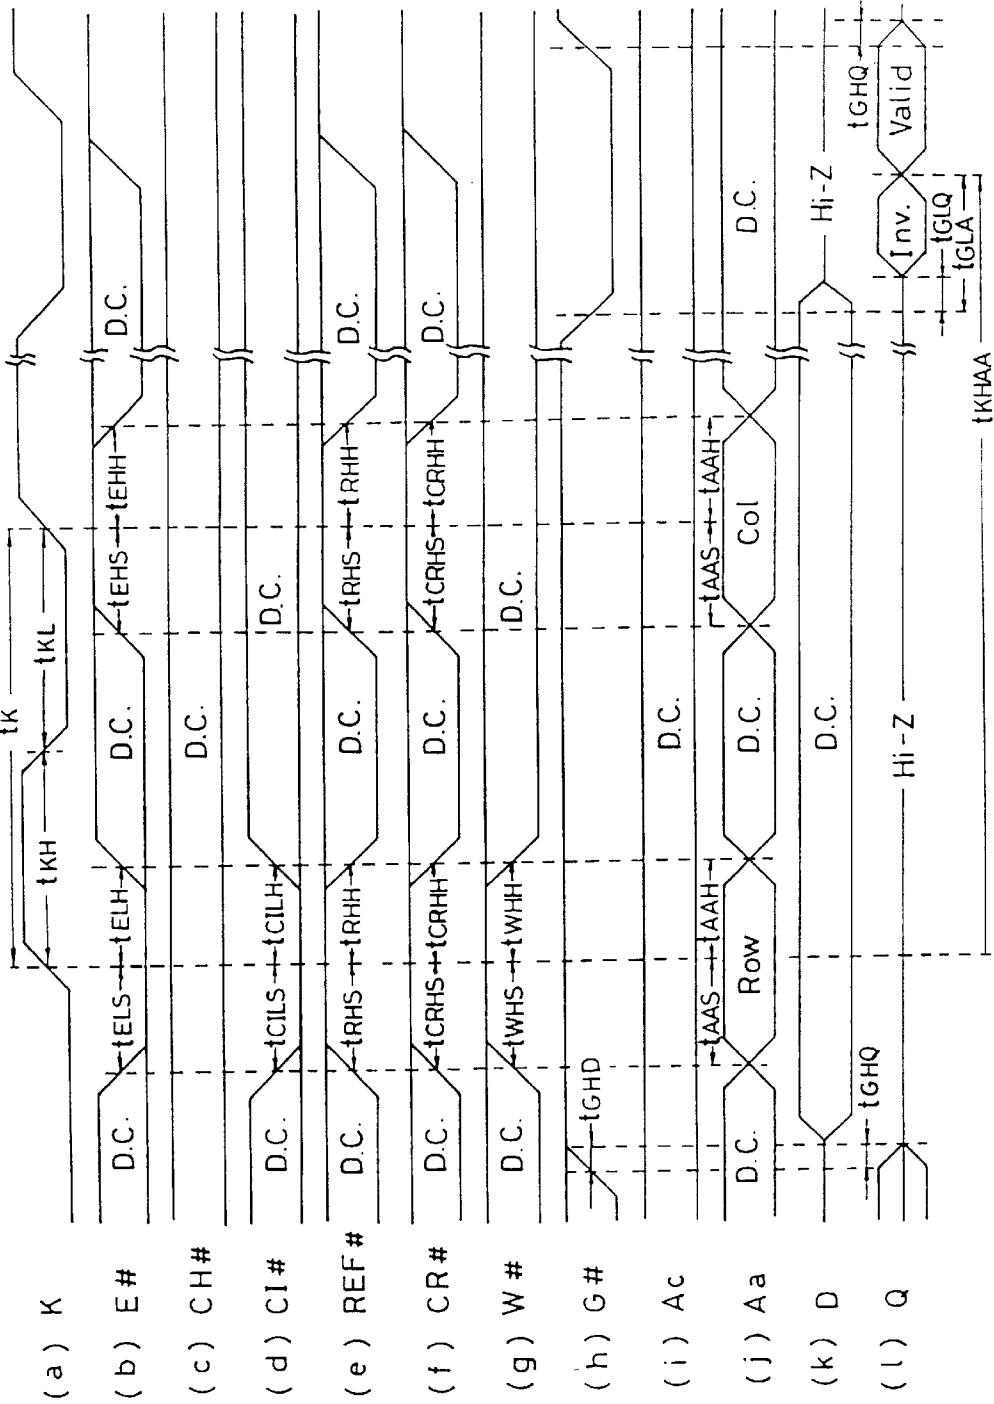 tK
tKH tKL
(a) K
(b) E# D.C. tELS tELH D.C. tEHS tEHH D.C.
(c) CH# D.C.
(d) CI# D.C. tCILS tCILH D.C.
(e) REF# D.C. tRHS tRHH D.C. tRHS tRHH D.C.
(f) CR# D.C. tCRHS tCRHH D.C. tCRHS tCRHH D.C.
(g) W# D.C. tWHS tWHH D.C.
(h) G#
tGHD
(i) Ac D.C.
tAAS tAAH tAAS tAAH
(j) Aa D.C. Row D.C. Col D.C.
(k) D D.C. Hi-Z
tGHQ tGHQ
(l) Q Hi-Z Inv. Valid
tGLQ
tGLA
tKHAA